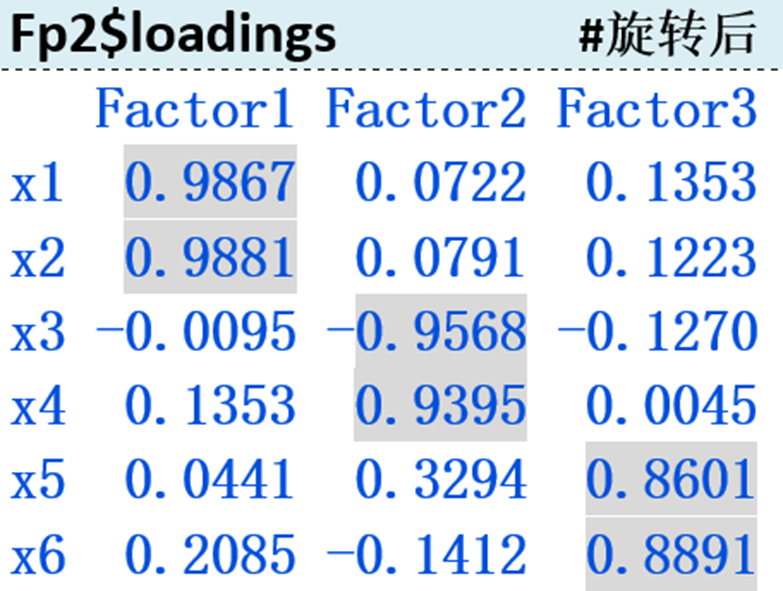 Fp2$loadings #旋转后
Factor1 Factor2 Factor3
x1 0.9867 0.0722 0.1353
x2 0.9881 0.0791 0.1223
x3 -0.0095 -0.9568 -0.1270
x4 0.1353 0.9395 0.0045
x5 0.0441 0.3294 0.8601
x6 0.2085 -0.1412 0.8891